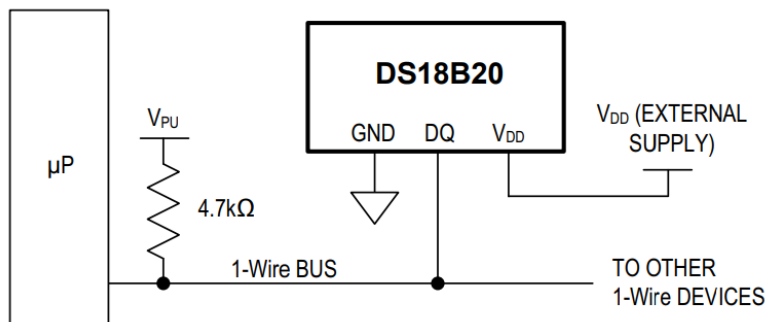 DS18B20
GND DQ VDD
VDD (EXTERNAL
SUPPLY)
VPU
µP
4.7kΩ
1-Wire BUS
TO OTHER
1-Wire DEVICES